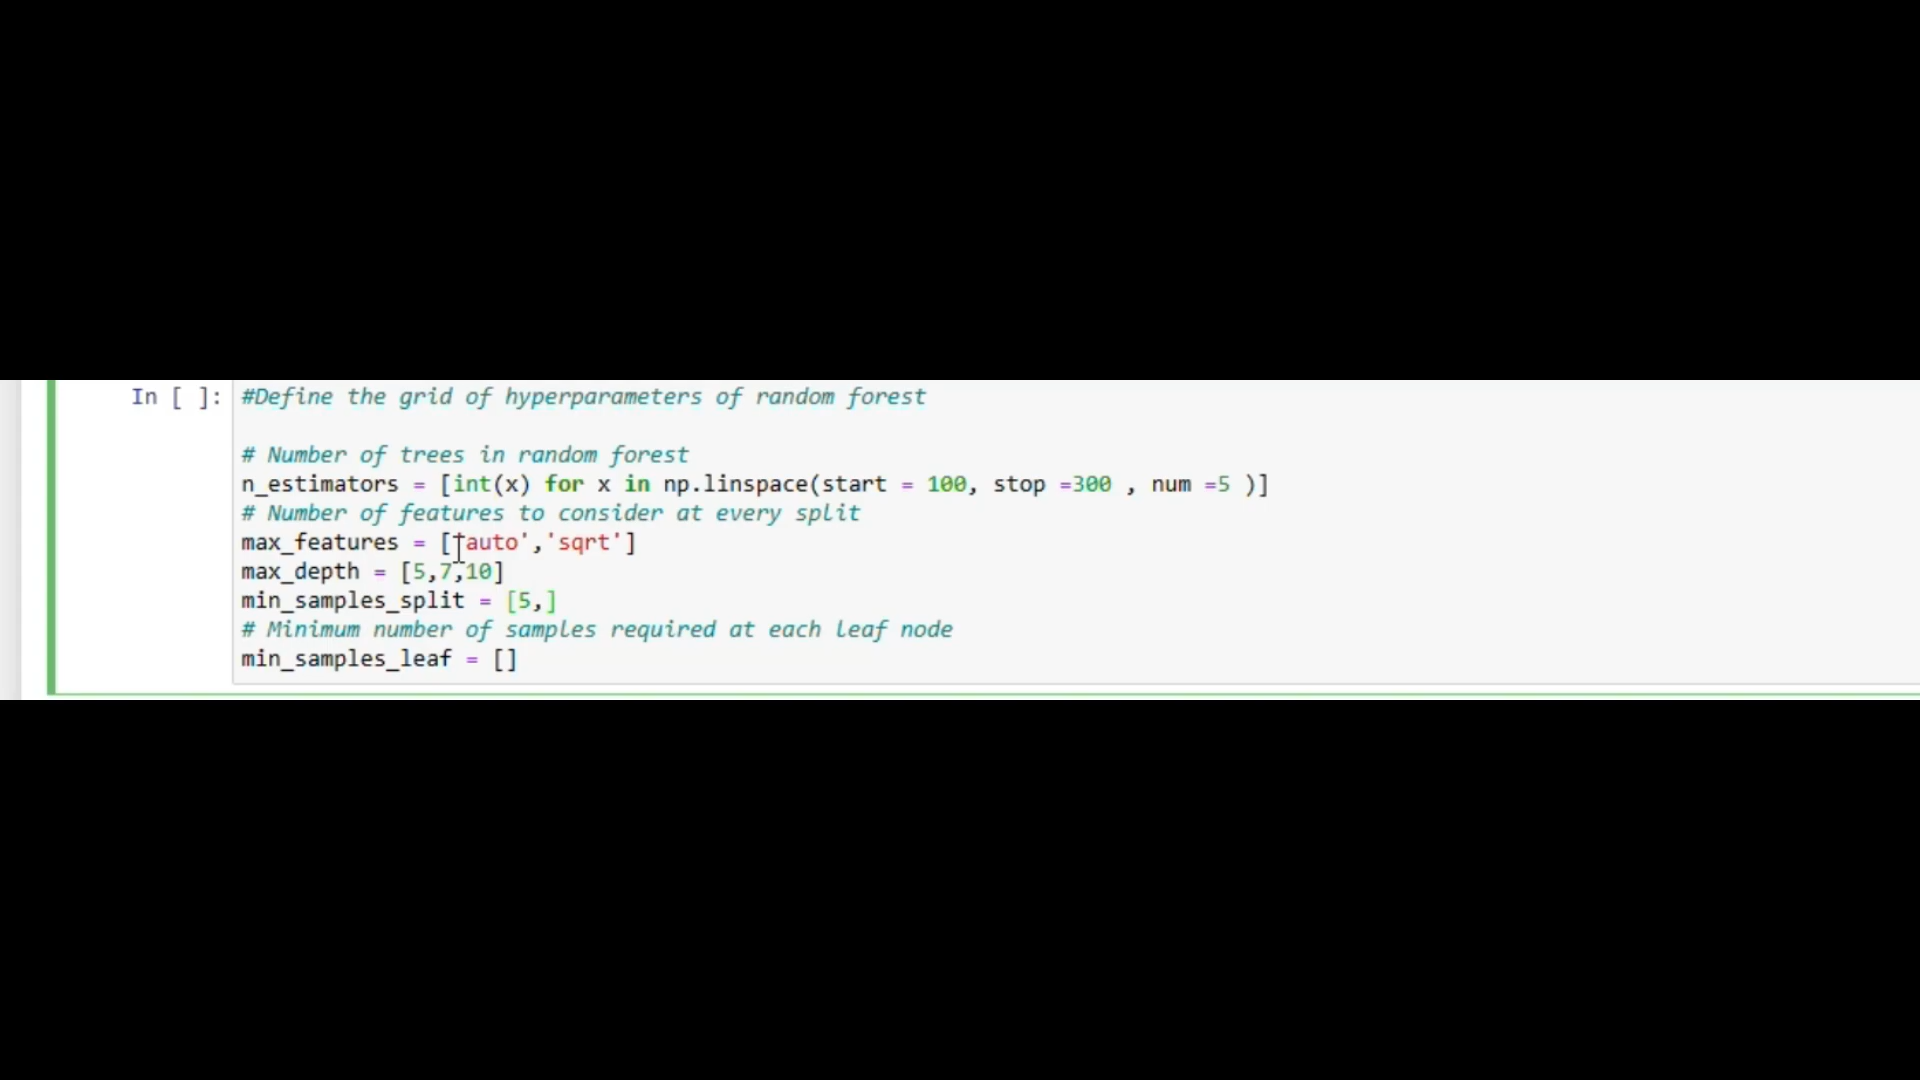 In [ ]: #Define the grid of hyperparameters of random forest
# Number of trees in random forest
n_estimators = [int(x) for x in np.linspace(start = 100, stop =300 , num =5 )]
# Number of features to consider at every split
max_features = ['auto','sqrt']
max_depth = [5,7,10]
min_samples_split = [5,]
# Minimum number of samples required at each leaf node
min_samples_leaf = []